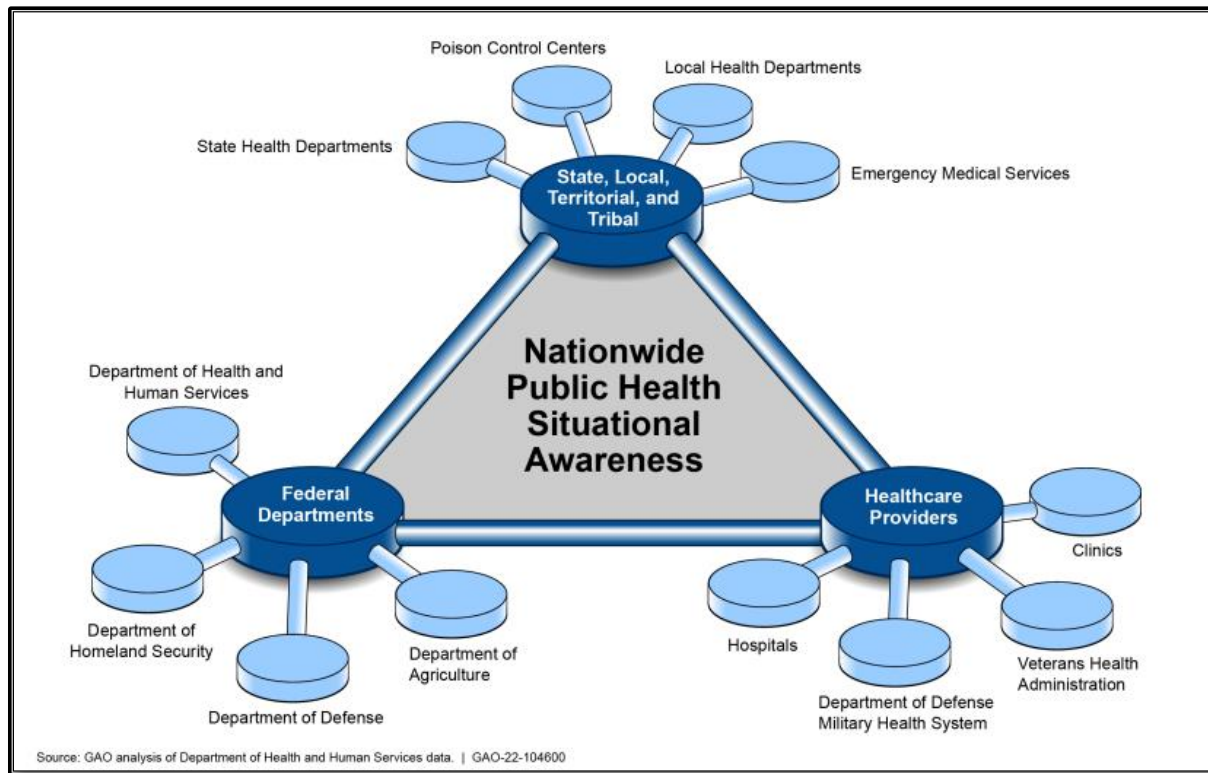 Poison Control Centers
Local Health Departments
State Health Departments
Emergency Medical Services
State, Local,
Territorial, and
Tribal
Nationwide
Public Health
Situational
Awareness
Department of Health and
Human Services
Federal
Departments
Department of
Homeland Security
Department of Defense
Department of
Agriculture
Healthcare
Providers
Clinics
Hospitals
Veterans Health
Administration
Department of Defense
Military Health System
Source: GAO analysis of Department of Health and Human Services data. | GAO-22-104600